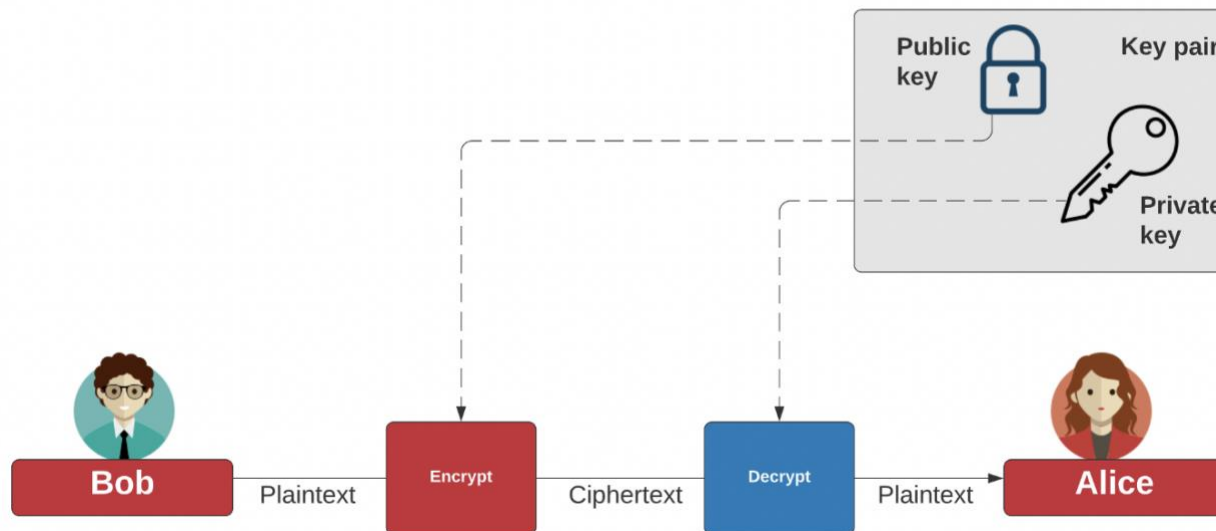 Public
key
Key pair
Private
key
Bob
Plaintext
Encrypt
Ciphertext
Decrypt
Plaintext
Alice